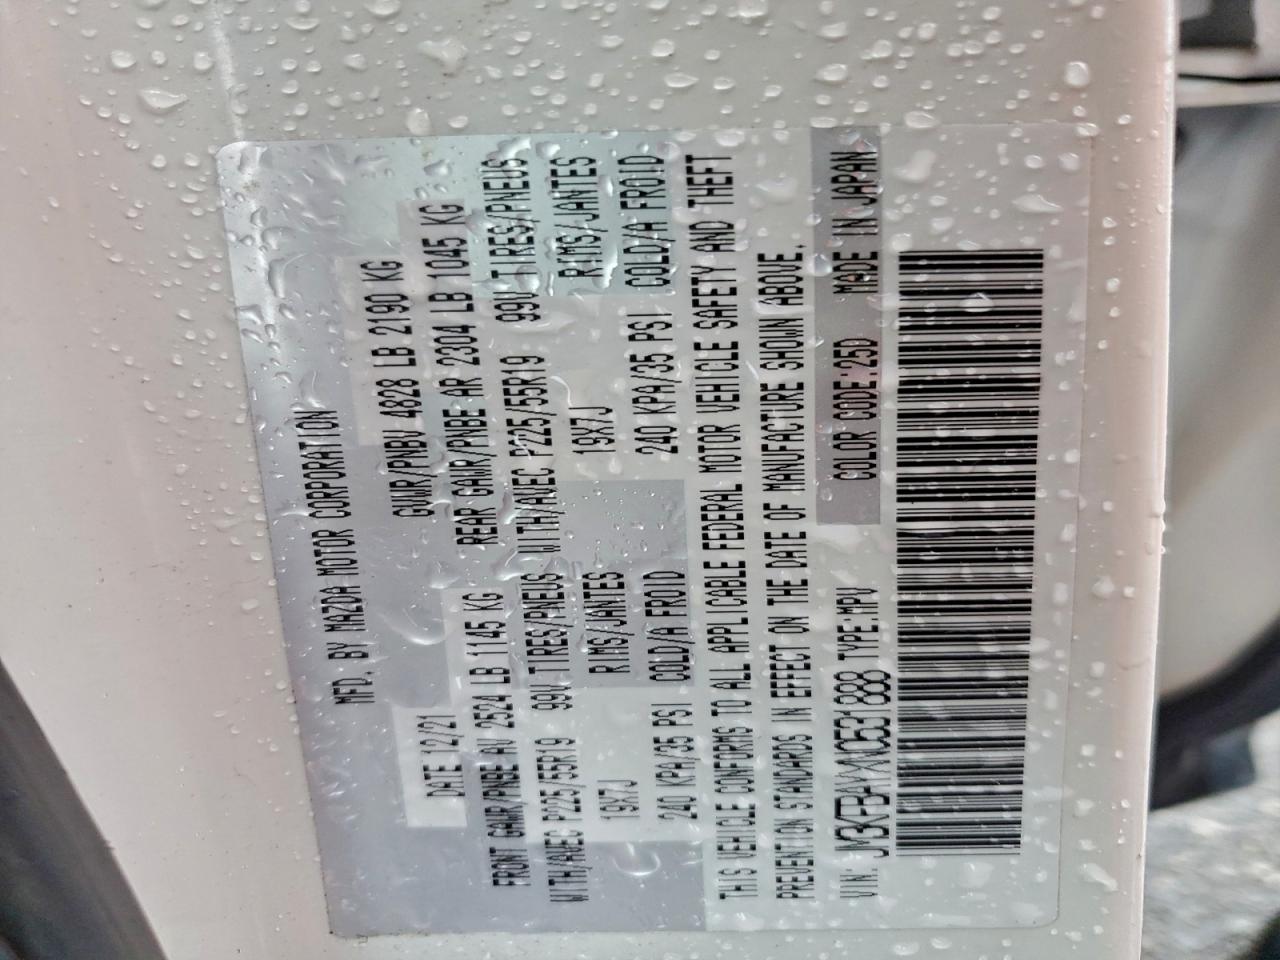 MFD. BY MAZDA MOTOR CORPORATION
DATE 12/21 GVWR/PNBV 4828 LB 2190 KG
FRONT GAWR/PNBE AV 2524 LB 1145 KG REAR GAWR/PNBE AR 2304 LB 1045 KG
WITH/AVEC P225/55R19 99V TIRES/PNEUS WITH/AVEC P225/55R19 99V TIRES/PNEUS
19X7J RIMS/JANTES 19X7J RIMS/JANTES
240 KPA/35 PSI COLD/A FROID 240 KPA/35 PSI COLD/A FROID
THIS VEHICLE CONFORMS TO ALL APPLICABLE FEDERAL MOTOR VEHICLE SAFETY AND THEFT
PREVENTION STANDARDS IN EFFECT ON THE DATE OF MANUFACTURE SHOWN ABOVE.
VIN: TYPE:MPV COLOR CODE:25D MADE IN JAPAN